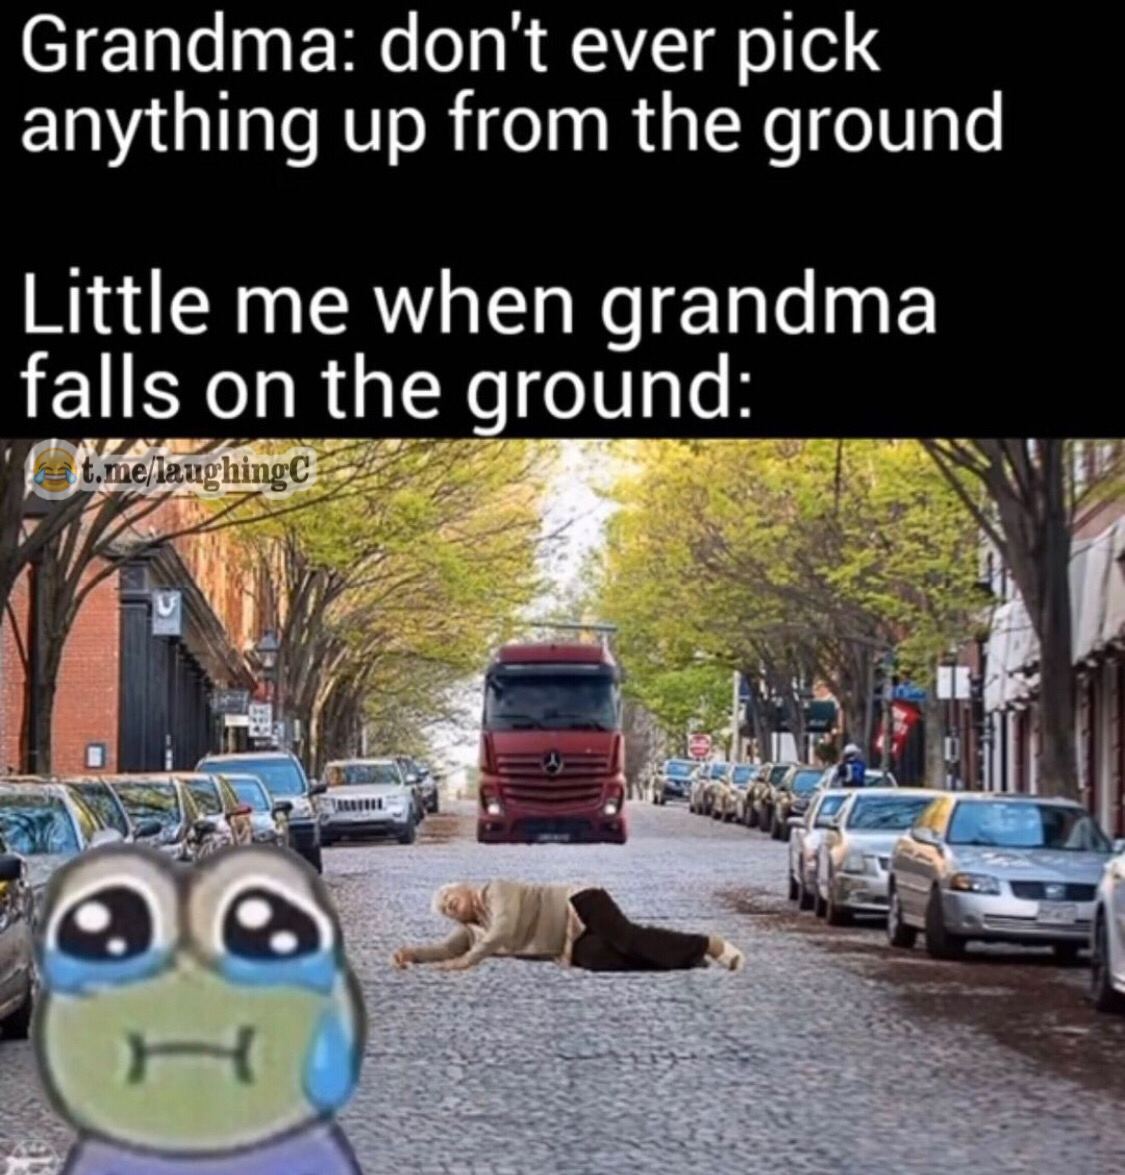 Grandma: don't ever pick
anything up from the ground
Little me when grandma
falls on the ground:
t.me/laughingC